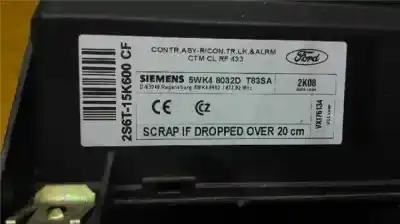 CONTR.ASY-R/CON.TR.LK.&ALRM
CTM CL RF 433
Ford
SIEMENS 5WK4 8032D T83SA
2K08
2S6T-15K600 CF
CE
SCRAP IF DROPPED OVER 20 cm